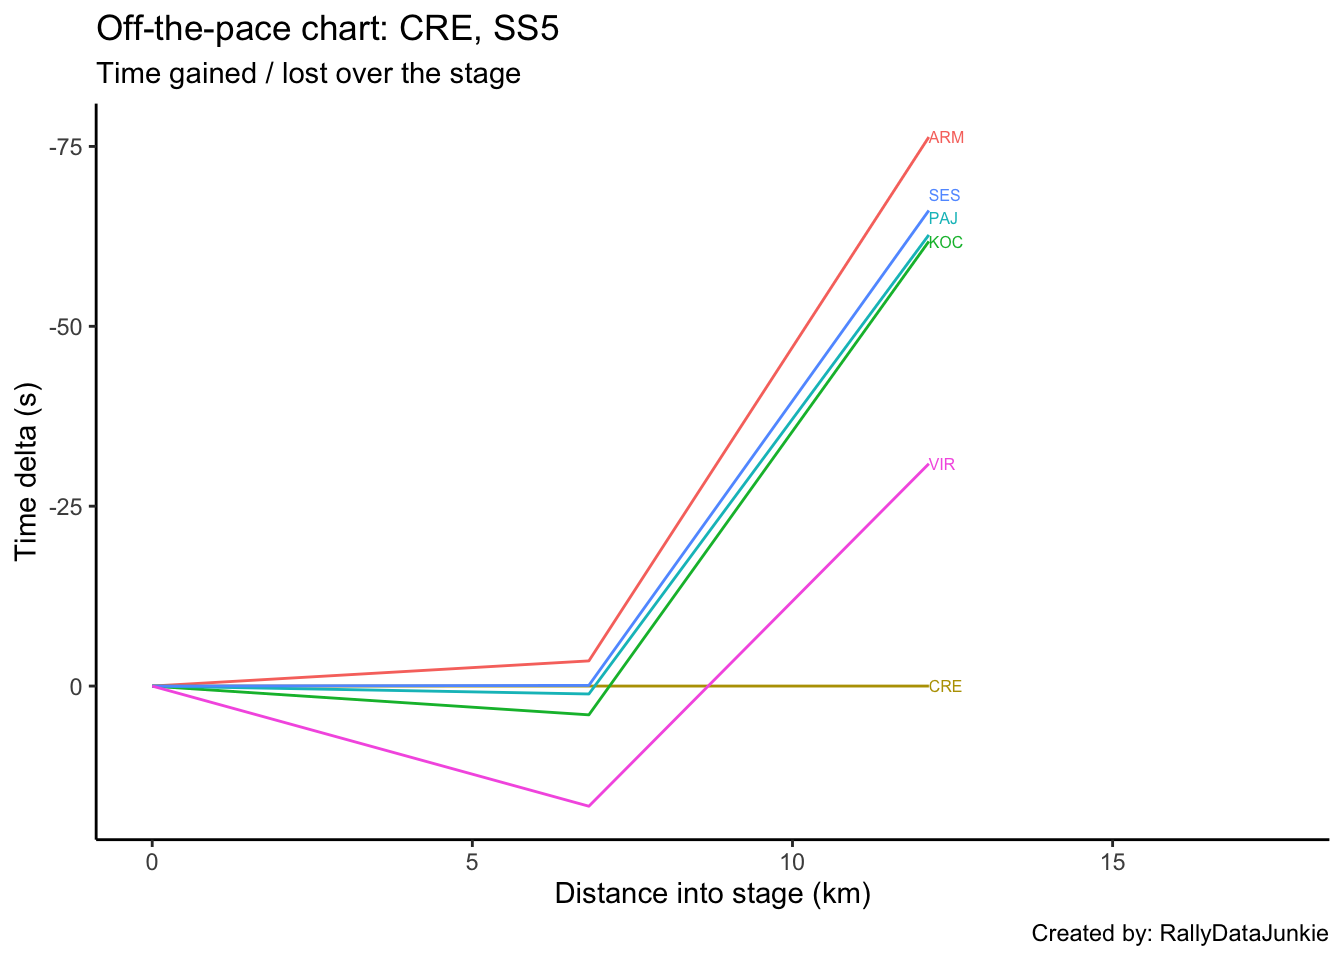 Off-the-pace chart: CRE, SS5
Time gained / lost over the stage
Time delta (s)
-75
-50
-25
0
ARM
SES
PAJ
KOC
VIR
CRE
0 5 10 15
Distance into stage (km)
Created by: RallyDataJunkie